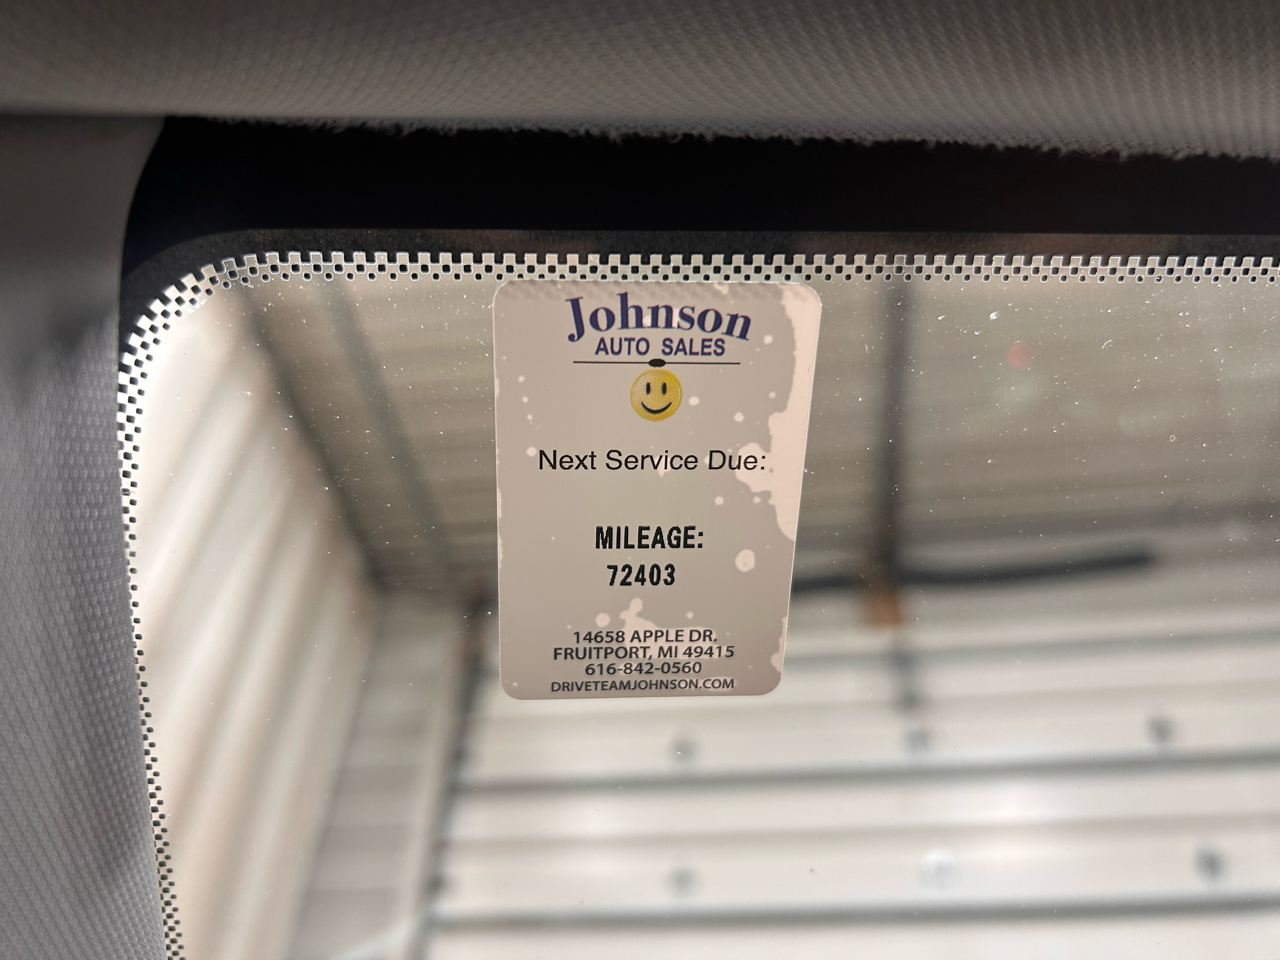 Johnson
AUTO SALES
Next Service Due:
MILEAGE:
72403
14658 APPLE DR.
FRUITPORT, MI 49415
616-842-0560
DRIVETEAMJOHNSON.COM